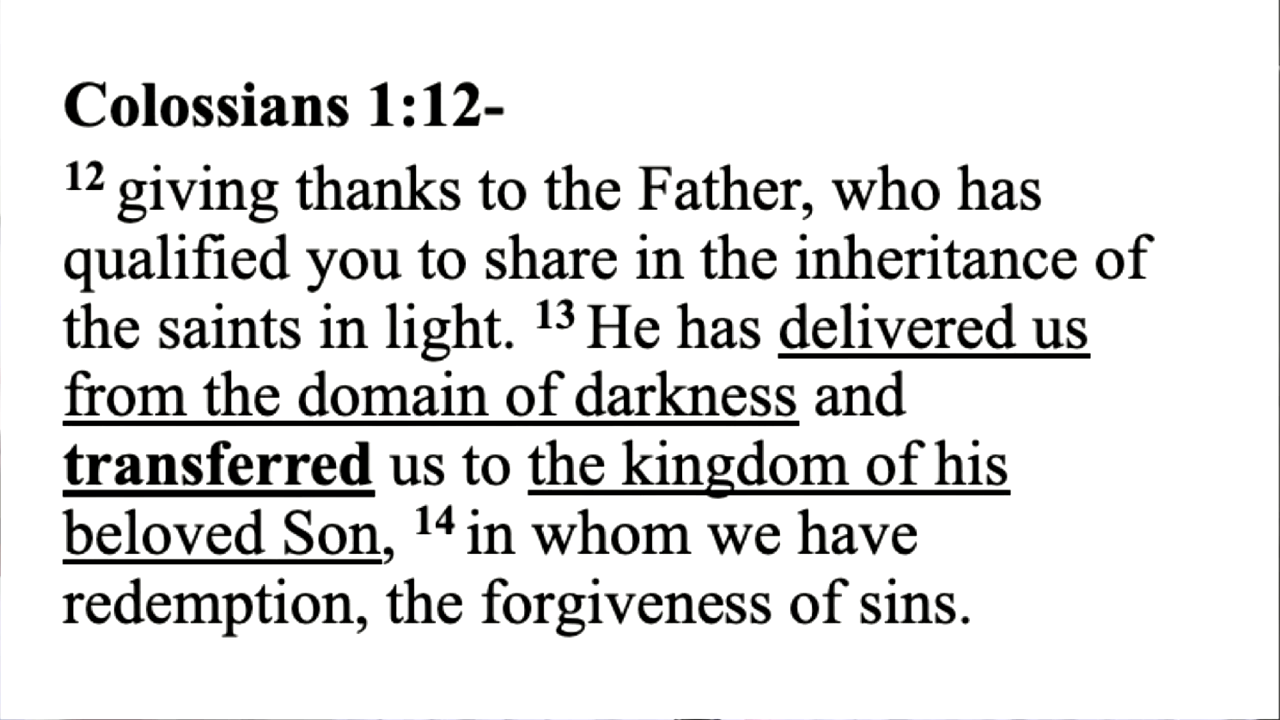 Colossians 1:12-
12 giving thanks to the Father, who has
qualified you to share in the inheritance of
the saints in light. 13 He has delivered us
from the domain of darkness and
transferred us to the kingdom of his
beloved Son, 14 in whom we have
redemption, the forgiveness of sins.